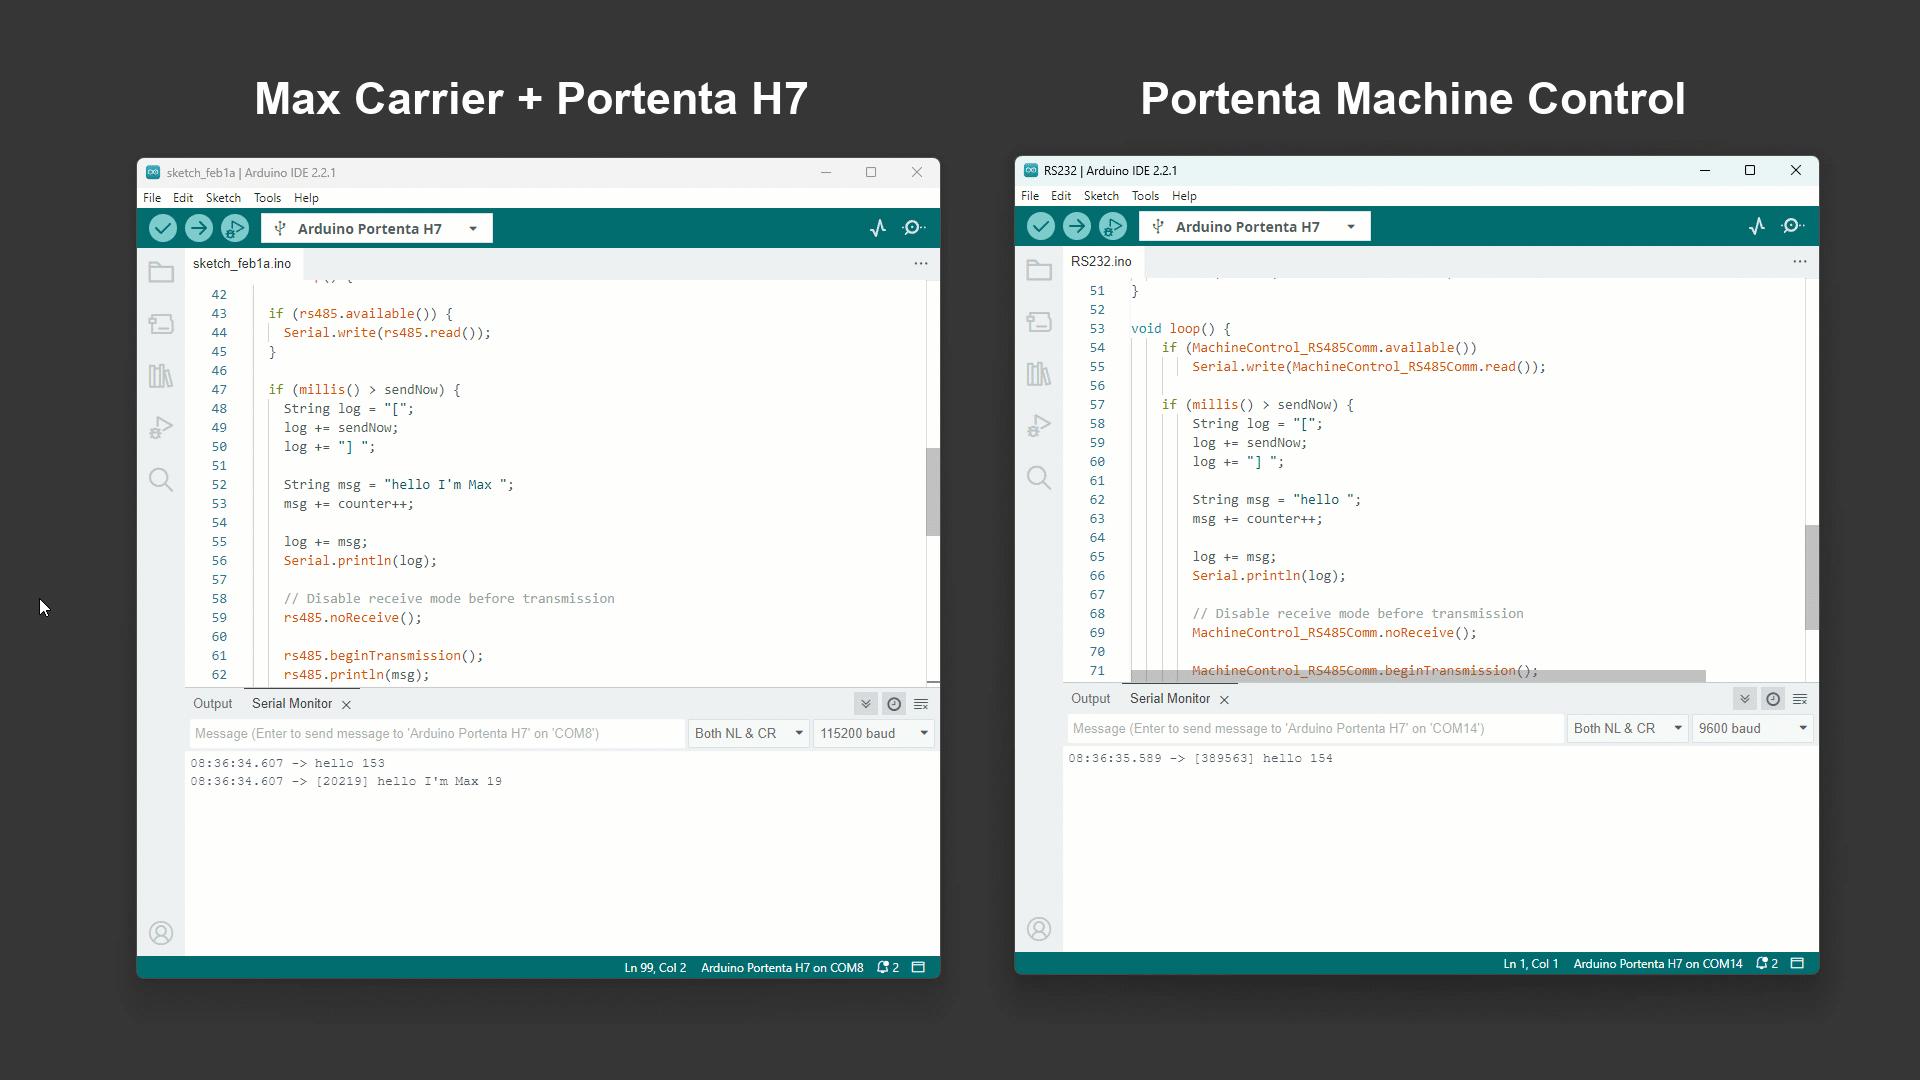 Max Carrier + Portenta H7
sketch_feb1a | Arduino IDE 2.2.1
File Edit Sketch Tools Help
Arduino Portenta H7
sketch_feb1a.ino
42
43 if (rs485.available()) {
44 Serial.write(rs485.read());
45 }
46
47 if (millis() > sendNow) {
48 String log = "[";
49 log += sendNow;
50 log += "] ";
51
52 String msg = "hello I'm Max ";
53 msg += counter++;
54
55 log += msg;
56 Serial.println(log);
57
58 // Disable receive mode before transmission
59 rs485.noReceive();
60
61 rs485.beginTransmission();
62 rs485.println(msg);
Output Serial Monitor
Message (Enter to send message to 'Arduino Portenta H7' on 'COM8') Both NL & CR 115200 baud
08:36:34.607 -> hello 153
08:36:34.607 -> [20219] hello I'm Max 19
Ln 99, Col 2 Arduino Portenta H7 on COM8 2
Portenta Machine Control
RS232 | Arduino IDE 2.2.1
File Edit Sketch Tools Help
Arduino Portenta H7
RS232.ino
51 }
52
53 void loop() {
54 if (MachineControl_RS485Comm.available())
55 Serial.write(MachineControl_RS485Comm.read());
56
57 if (millis() > sendNow) {
58 String log = "[";
59 log += sendNow;
60 log += "] ";
61
62 String msg = "hello ";
63 msg += counter++;
64
65 log += msg;
66 Serial.println(log);
67
68 // Disable receive mode before transmission
69 MachineControl_RS485Comm.noReceive();
70
71 MachineControl_RS485Comm.beginTransmission();
Output Serial Monitor
Message (Enter to send message to 'Arduino Portenta H7' on 'COM14') Both NL & CR 9600 baud
08:36:35.589 -> [389563] hello 154
Ln 1, Col 1 Arduino Portenta H7 on COM14 2